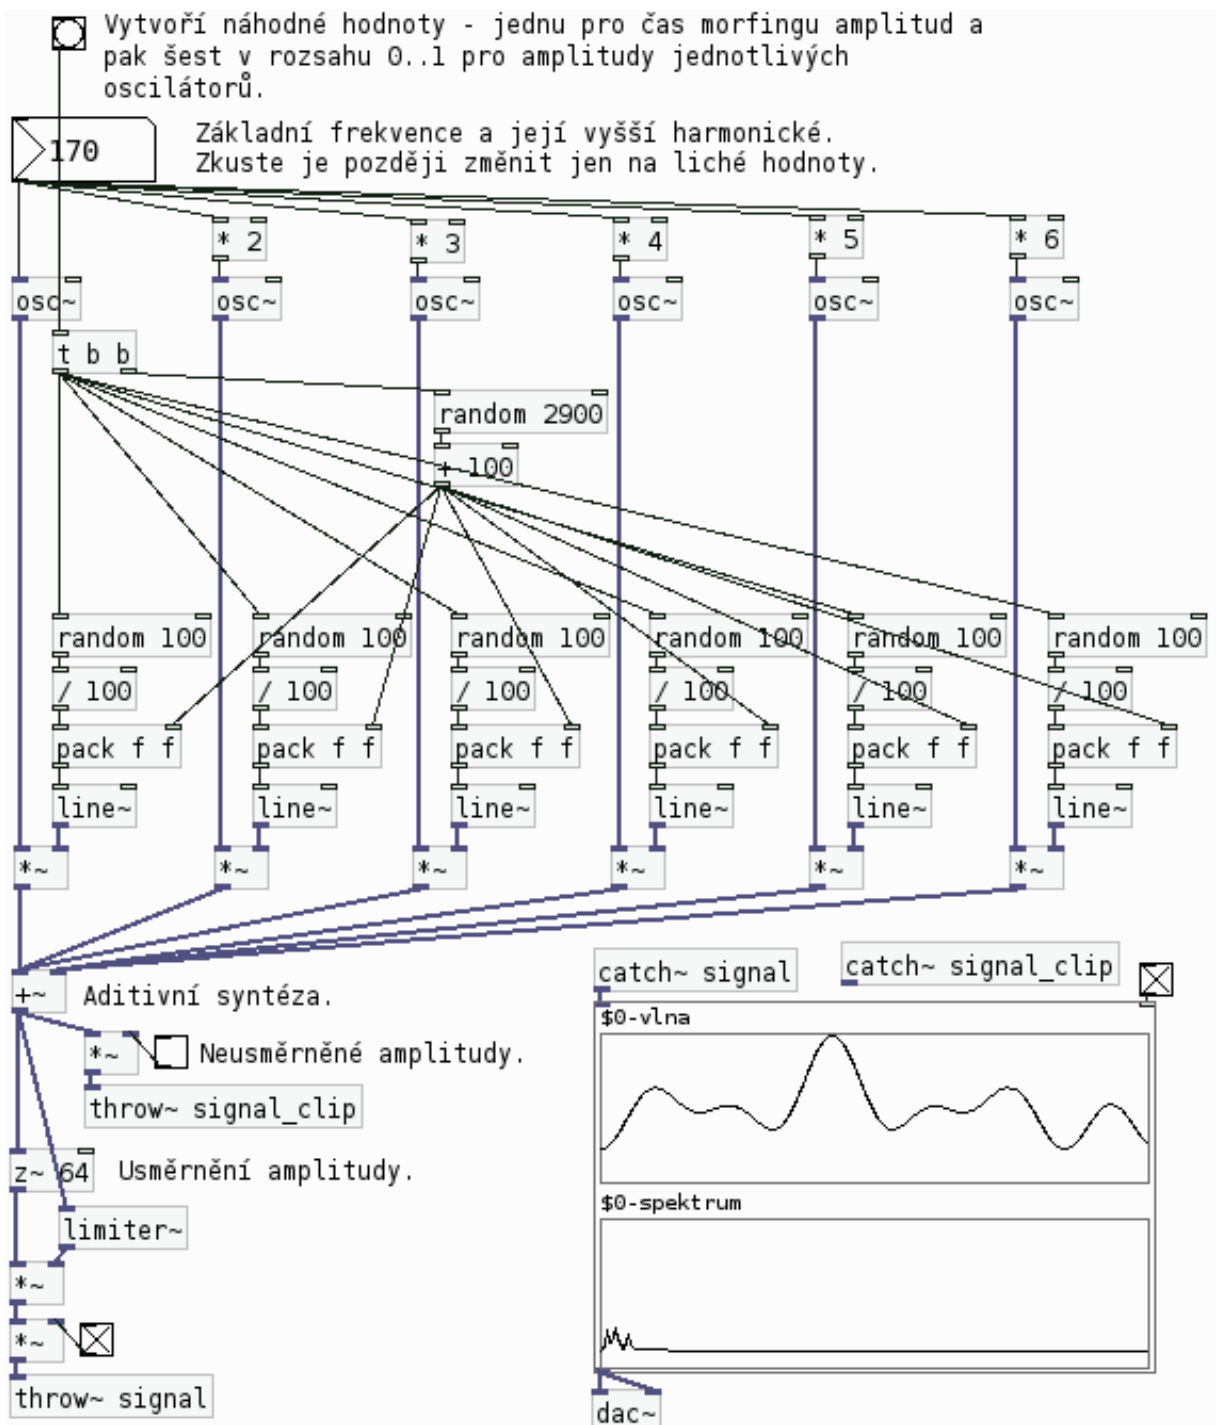 Vytvoří náhodné hodnoty - jednu pro čas morfingu amplitud a
pak šest v rozsahu 0..1 pro amplitudy jednotlivých
oscilátorů.
170
Základní frekvence a její vyšší harmonické.
Zkuste je později změnit jen na liché hodnoty.
* 2 * 3 * 4 * 5 * 6
osc~ osc~ osc~ osc~ osc~ osc~
t b b
random 2900
+ 100
random 100 random 100 random 100 random 100 random 100 random 100
/ 100 / 100 / 100 / 100 / 100 / 100
pack f f pack f f pack f f pack f f pack f f pack f f
line~ line~ line~ line~ line~ line~
*~ *~ *~ *~ *~ *~
catch~ signal catch~ signal_clip
+~ Aditivní syntéza.
$0-vlna
*~ Neusměrněné amplitudy.
throw~ signal_clip
z~ 64 Usměrnění amplitudy.
$0-spektrum
limiter~
*~
*~
throw~ signal
dac~